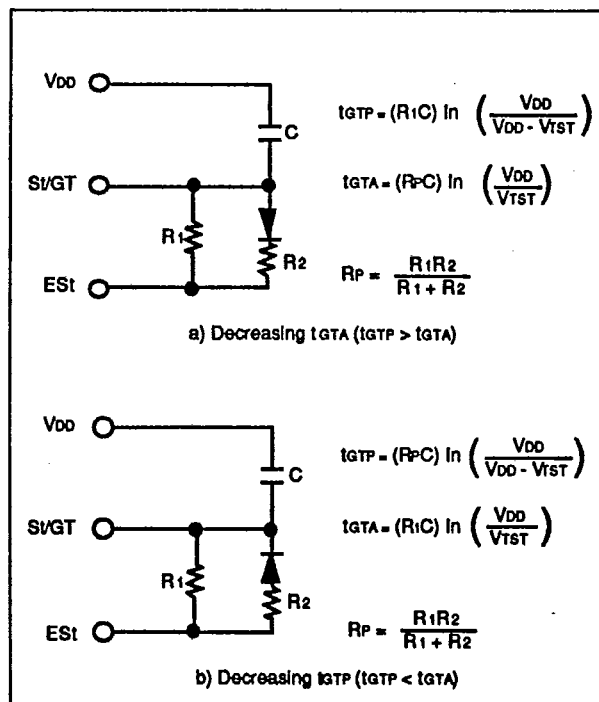 VDD
C
tGTP = (R1C) ln ( VDD / VDD - VTST )
St/GT
tGTA = (RPC) ln ( VDD / VTST )
R1
R2
RP = R1R2 / R1 + R2
ESt
a) Decreasing tGTA (tGTP > tGTA)
VDD
C
tGTP = (RPC) ln ( VDD / VDD - VTST )
St/GT
tGTA = (R1C) ln ( VDD / VTST )
R1
R2
RP = R1R2 / R1 + R2
ESt
b) Decreasing tGTP (tGTP < tGTA)